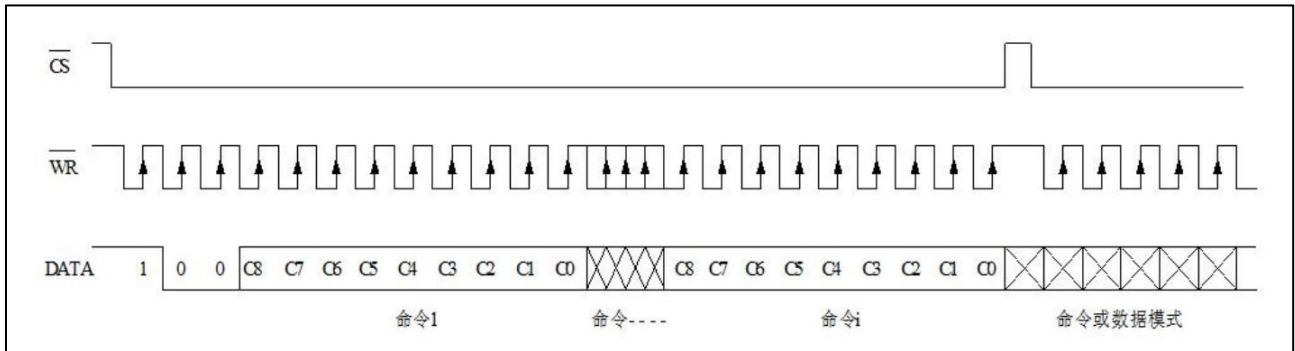 CS
WR
DATA 1 0 0 C8 C7 C6 C5 C4 C3 C2 C1 C0 C8 C7 C6 C5 C4 C3 C2 C1 C0
命令1 命令---- 命令i 命令或数据模式